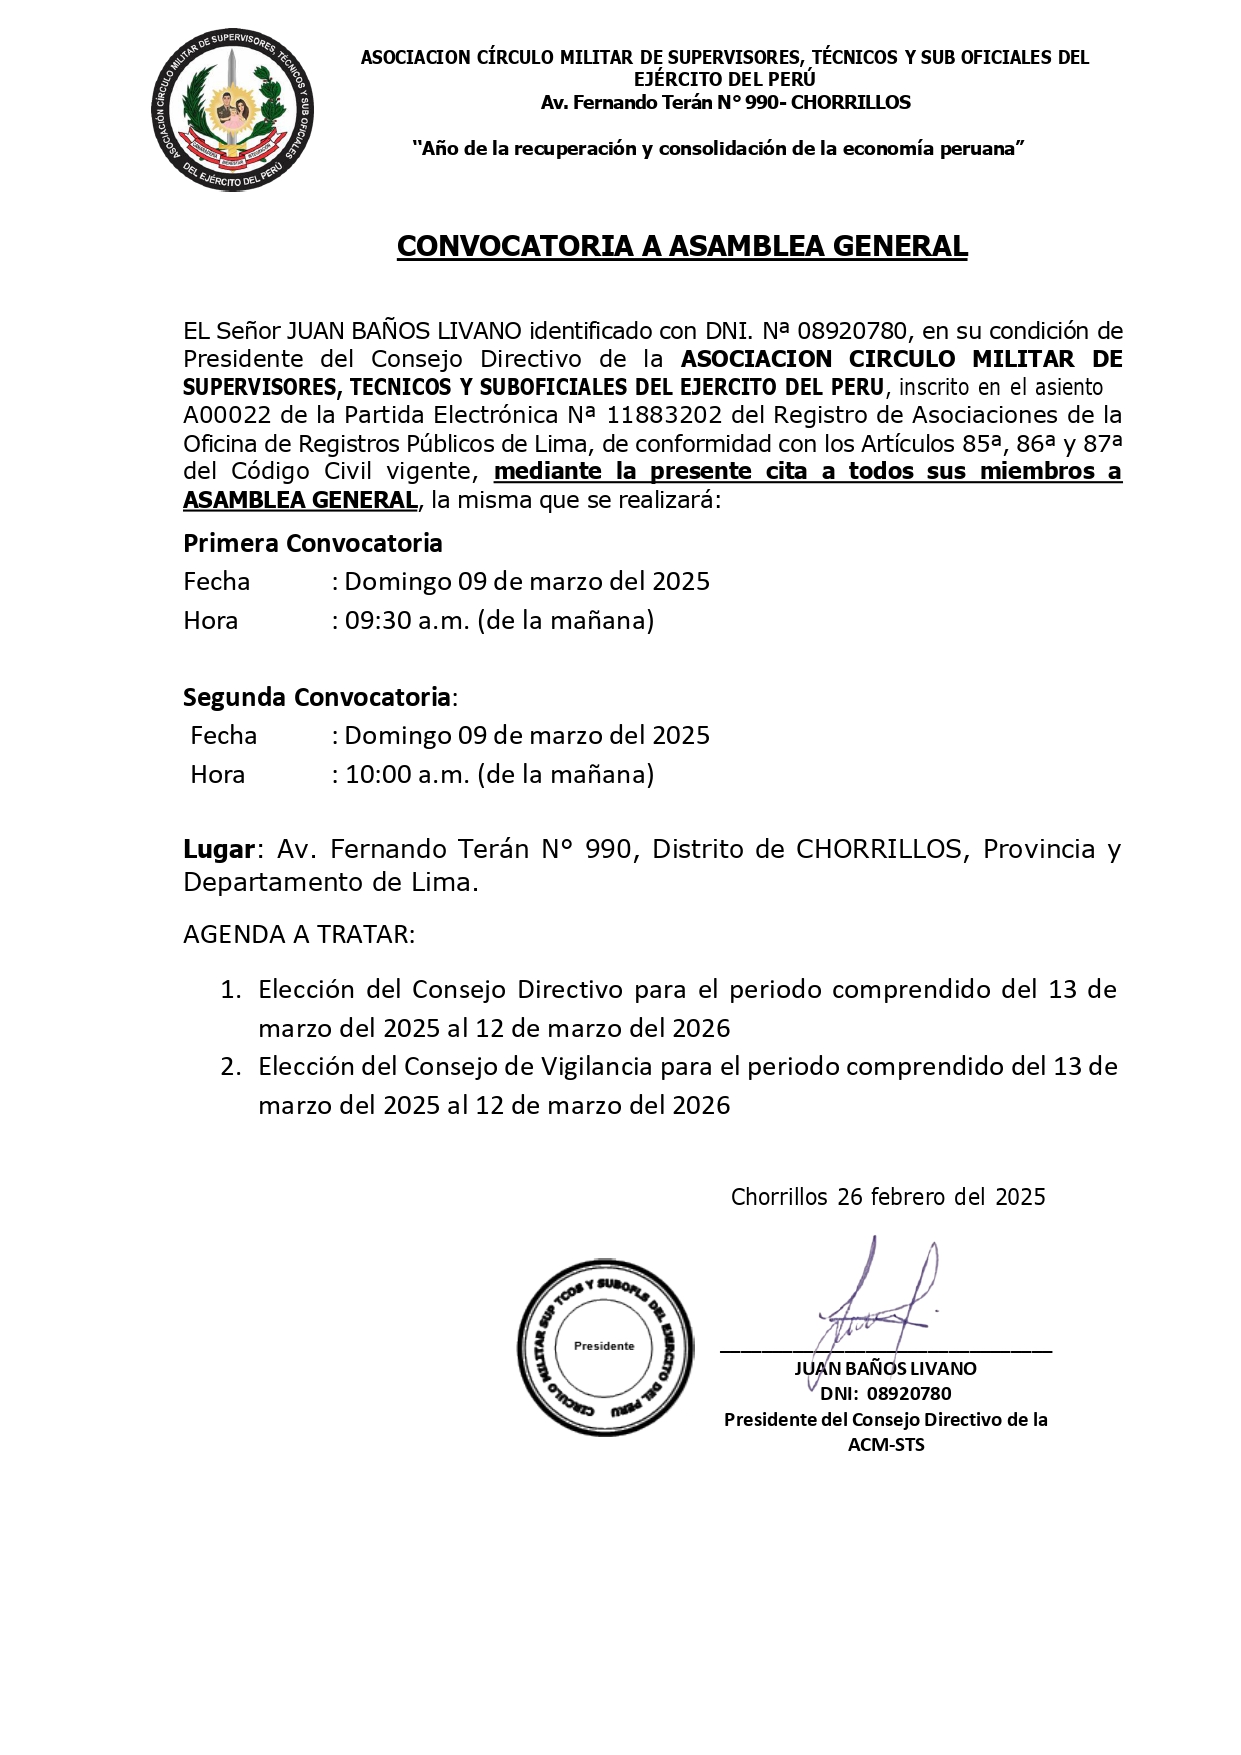 ASOCIACIÓN CÍRCULO MILITAR DE SUPERVISORES, TÉCNICOS Y SUB OFICIALES
DEL EJÉRCITO DEL PERÚ
ASOCIACION CÍRCULO MILITAR DE SUPERVISORES, TÉCNICOS Y SUB OFICIALES DEL
EJÉRCITO DEL PERÚ
Av. Fernando Terán N° 990- CHORRILLOS
“Año de la recuperación y consolidación de la economía peruana”
CONVOCATORIA A ASAMBLEA GENERAL
EL Señor JUAN BAÑOS LIVANO identificado con DNI. Nª 08920780, en su condición de
Presidente del Consejo Directivo de la ASOCIACION CIRCULO MILITAR DE
SUPERVISORES, TECNICOS Y SUBOFICIALES DEL EJERCITO DEL PERU, inscrito en el asiento
A00022 de la Partida Electrónica Nª 11883202 del Registro de Asociaciones de la
Oficina de Registros Públicos de Lima, de conformidad con los Artículos 85ª, 86ª y 87ª
del Código Civil vigente, mediante la presente cita a todos sus miembros a
ASAMBLEA GENERAL, la misma que se realizará:
Primera Convocatoria
Fecha : Domingo 09 de marzo del 2025
Hora : 09:30 a.m. (de la mañana)
Segunda Convocatoria:
Fecha : Domingo 09 de marzo del 2025
Hora : 10:00 a.m. (de la mañana)
Lugar: Av. Fernando Terán N° 990, Distrito de CHORRILLOS, Provincia y
Departamento de Lima.
AGENDA A TRATAR:
1. Elección del Consejo Directivo para el periodo comprendido del 13 de
marzo del 2025 al 12 de marzo del 2026
2. Elección del Consejo de Vigilancia para el periodo comprendido del 13 de
marzo del 2025 al 12 de marzo del 2026
Chorrillos 26 febrero del 2025
CIRCULO MILITAR SUP TCOS Y SUBOFLS DEL EJERCITO DEL PERU
Presidente
JUAN BAÑOS LIVANO
DNI: 08920780
Presidente del Consejo Directivo de la
ACM-STS